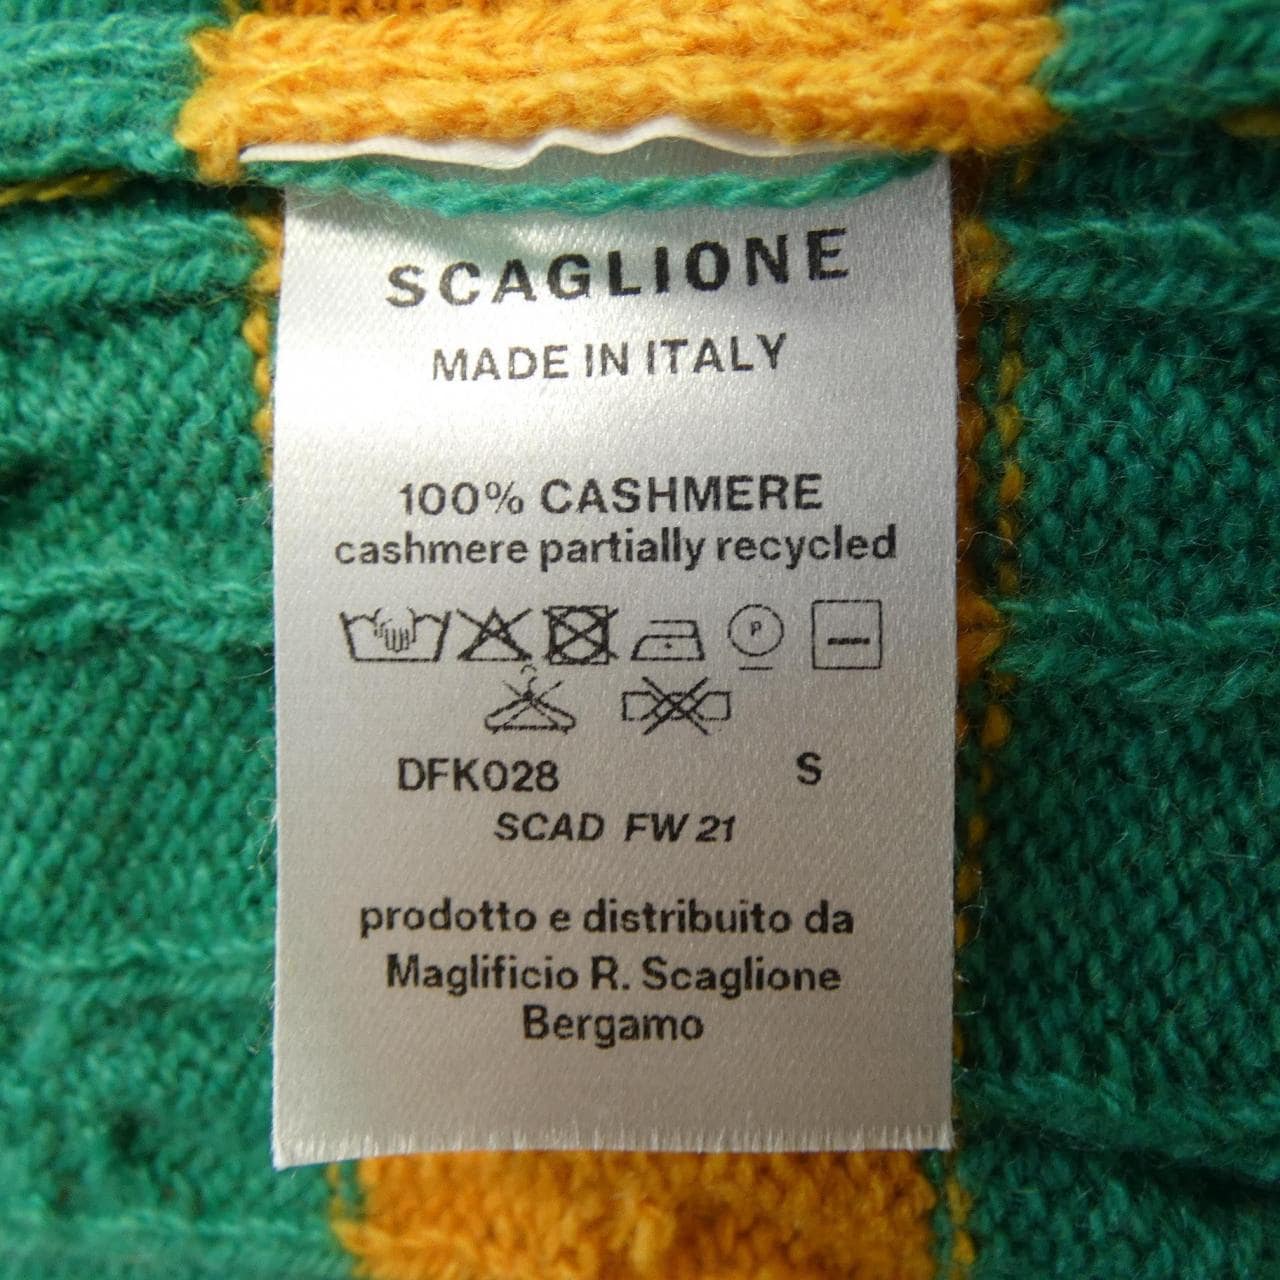 SCAGLIONE
MADE IN ITALY
100% CASHMERE
cashmere partially recycled
P
DFK028 S
SCAD FW 21
prodotto e distribuito da
Maglificio R. Scaglione
Bergamo